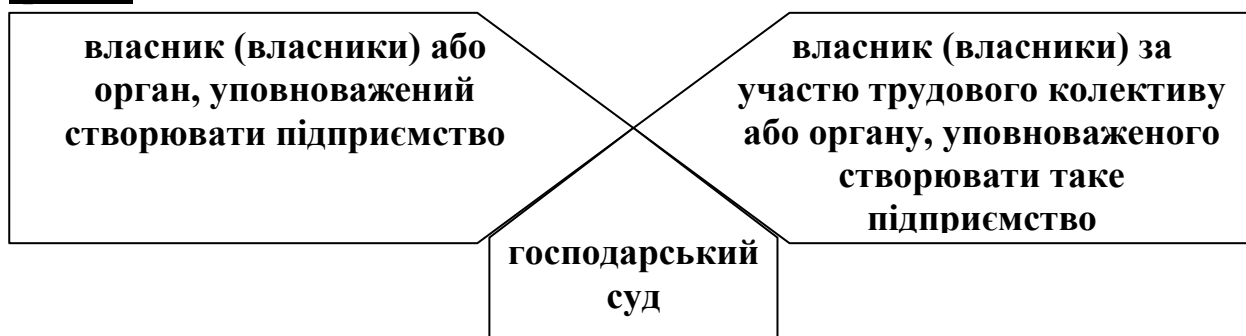 власник (власники) або
орган, уповноважений
створювати підприємство
власник (власники) за
участю трудового колективу
або органу, уповноваженого
створювати таке
підприємство
господарський
суд